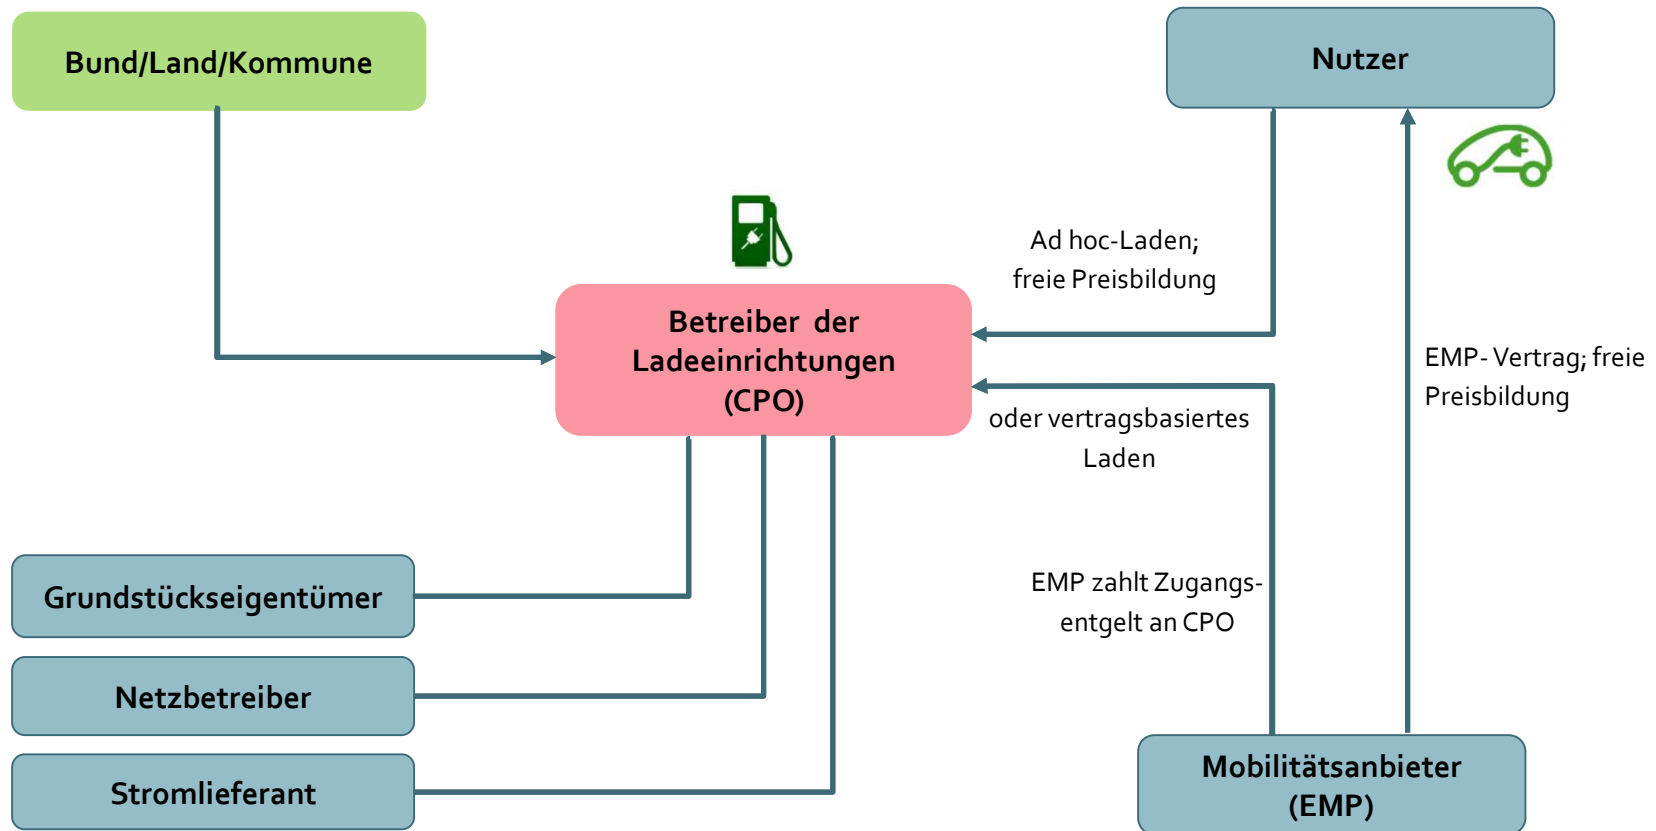 Bund/Land/Kommune
Nutzer
Ad hoc-Laden;
freie Preisbildung
Betreiber der
Ladeeinrichtungen
(CPO)
EMP- Vertrag; freie
Preisbildung
oder vertragsbasiertes
Laden
Grundstückseigentümer
EMP zahlt Zugangs-
entgelt an CPO
Netzbetreiber
Stromlieferant
Mobilitätsanbieter
(EMP)